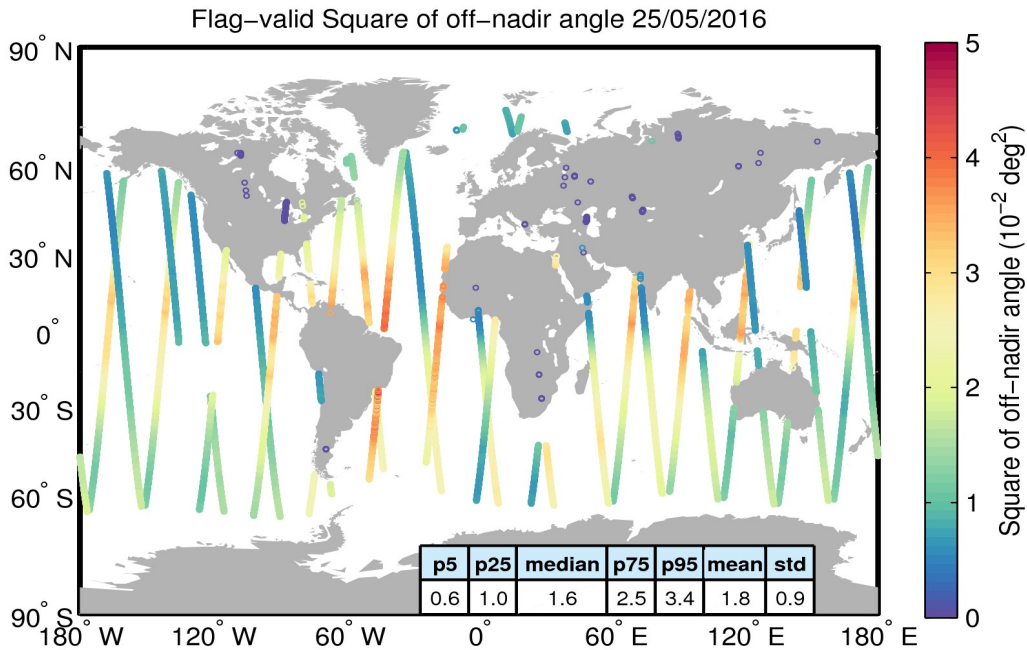 Flag−valid Square of off−nadir angle 25/05/2016
90° N
60° N
30° N
0°
30° S
60° S
90° S
180° W
120° W
60° W
0°
60° E
120° E
180° E
p5 p25 median p75 p95 mean std
0.6 1.0 1.6 2.5 3.4 1.8 0.9
5
4
3
2
1
0
Square of off−nadir angle (10⁻² deg²)